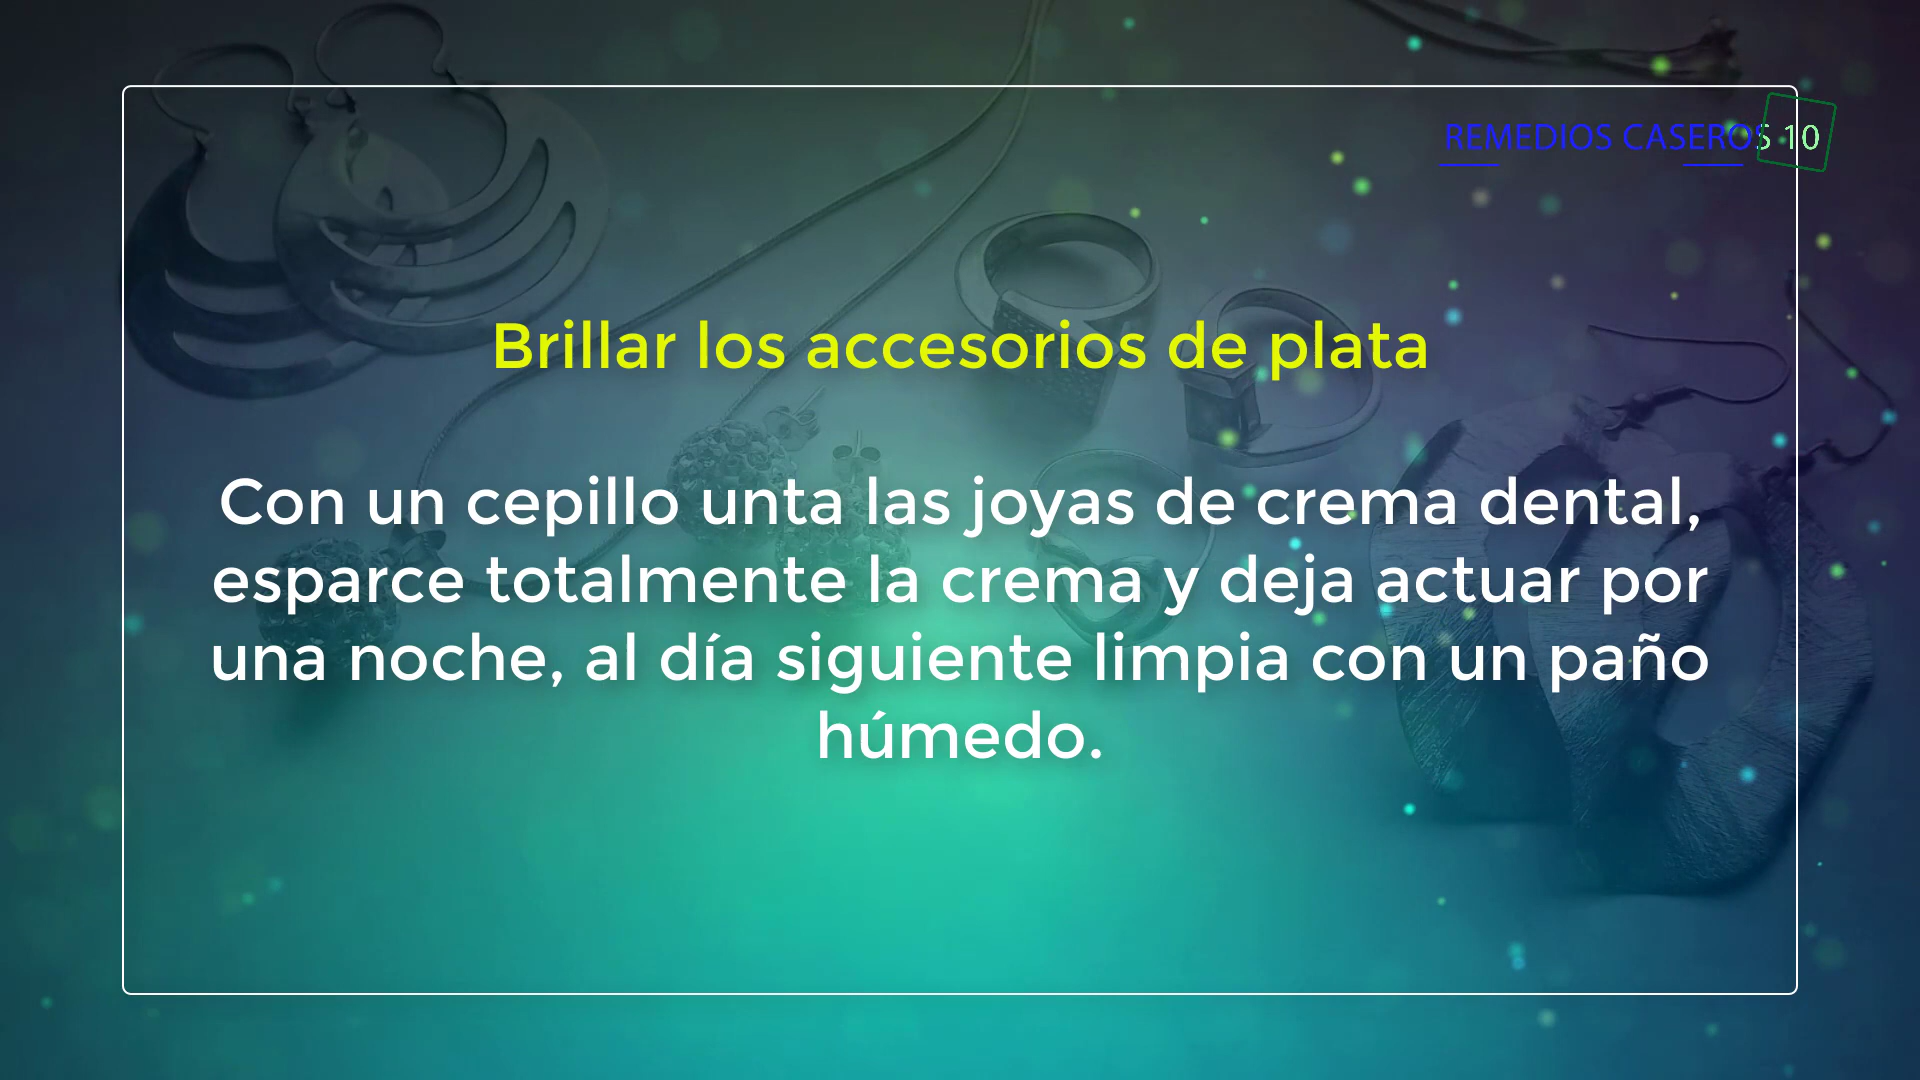 REMEDIOS CASEROS 10
Brillar los accesorios de plata
Con un cepillo unta las joyas de crema dental,
esparce totalmente la crema y deja actuar por
una noche, al día siguiente limpia con un paño
húmedo.